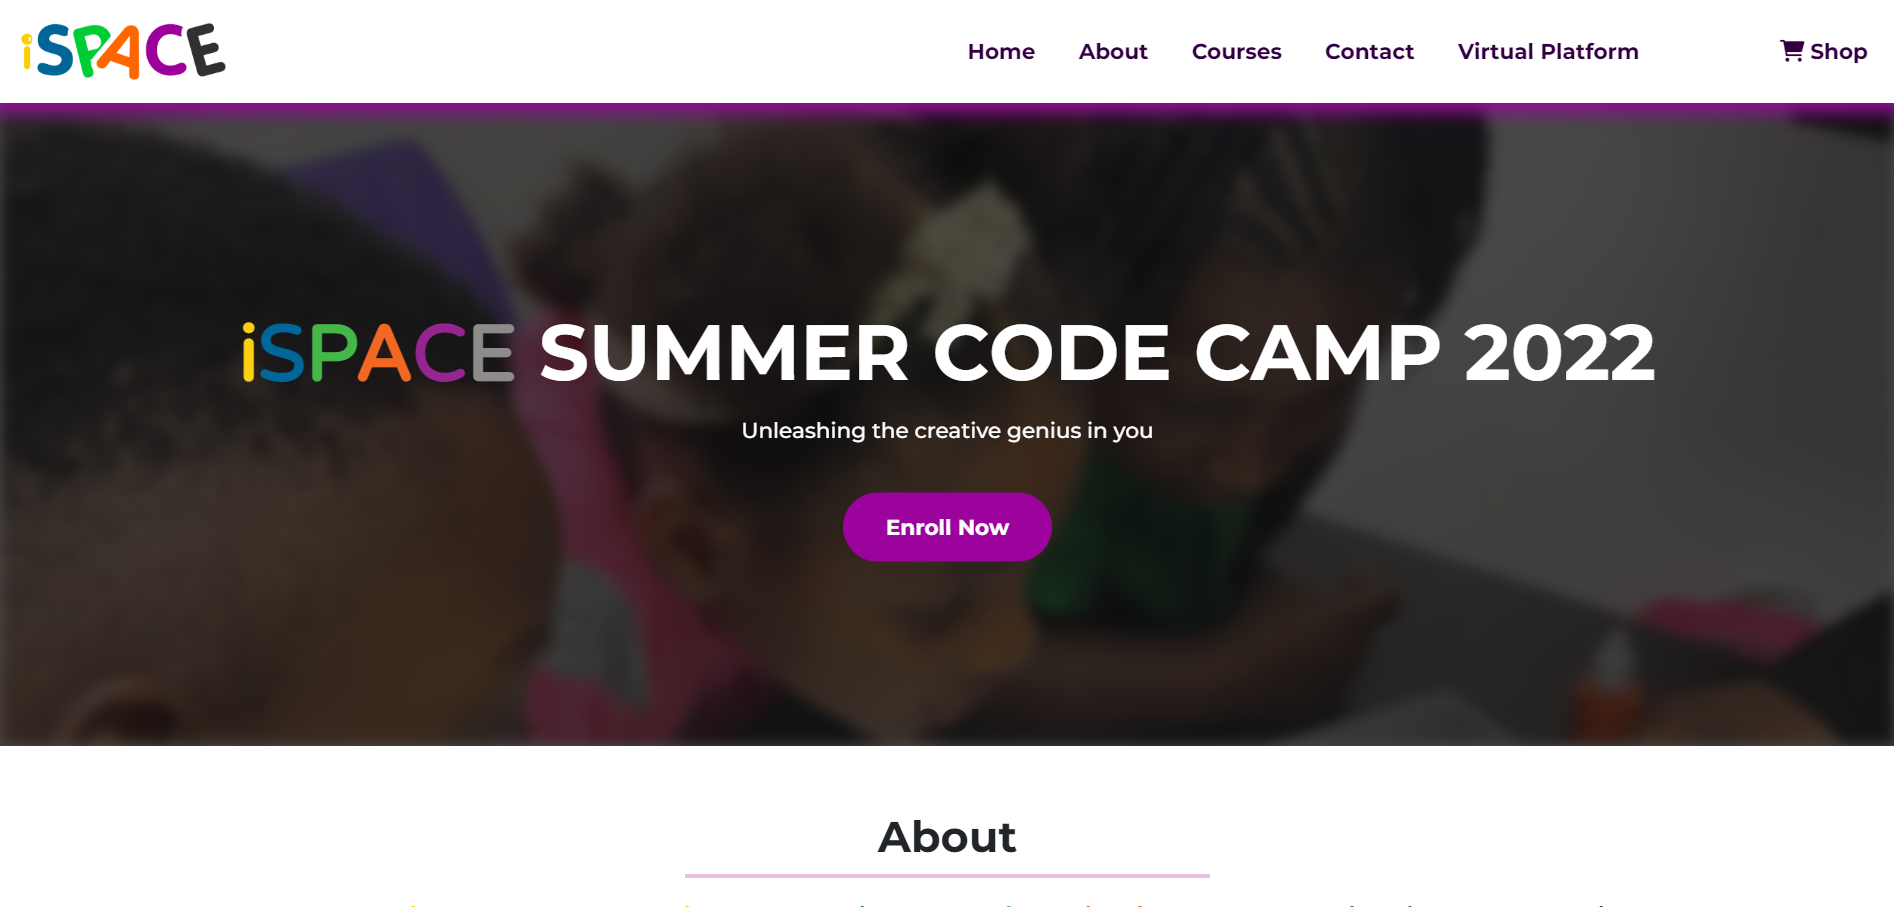 iSPACE
Home About Courses Contact Virtual Platform Shop
iSPACE SUMMER CODE CAMP 2022
Unleashing the creative genius in you
Enroll Now
About